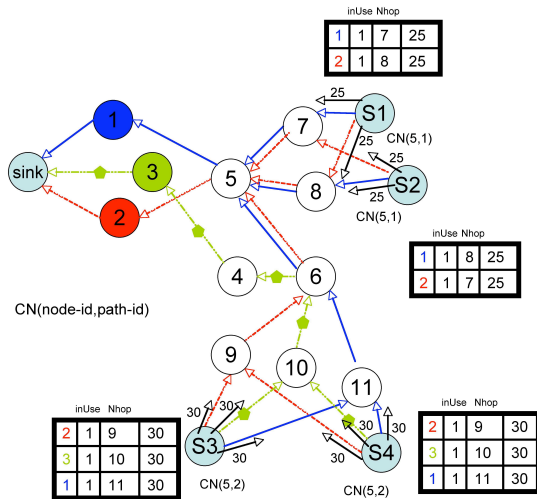 inUse Nhop
1 1 7 25
2 1 8 25
25
S1
1
7
CN(5,1)
25
25
sink
3
5
8
S2
25
2
CN(5,1)
inUse Nhop
1 1 8 25
2 1 7 25
4
6
CN(node-id,path-id)
9
10
11
30
30
30
inUse Nhop
2 1 9 30
3 1 10 30
1 1 11 30
S3
30
30
30
S4
CN(5,2)
CN(5,2)
inUse Nhop
2 1 9 30
3 1 10 30
1 1 11 30